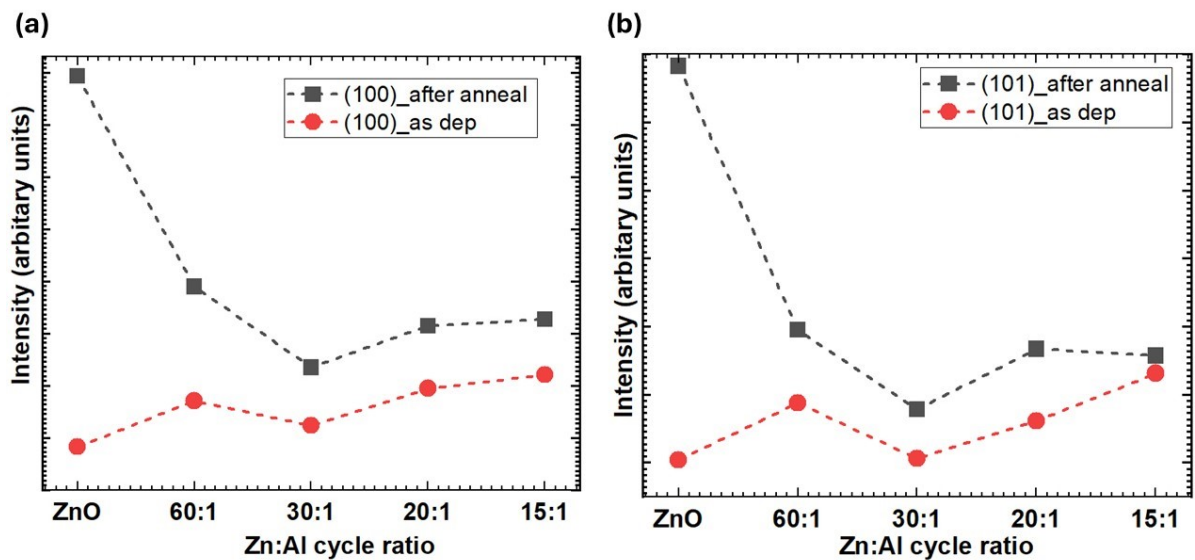 (a)
(100)_after anneal
(100)_as dep
Intensity (arbitary units)
ZnO 60:1 30:1 20:1 15:1
Zn:Al cycle ratio
(b)
(101)_after anneal
(101)_as dep
Intensity (arbitary units)
ZnO 60:1 30:1 20:1 15:1
Zn:Al cycle ratio